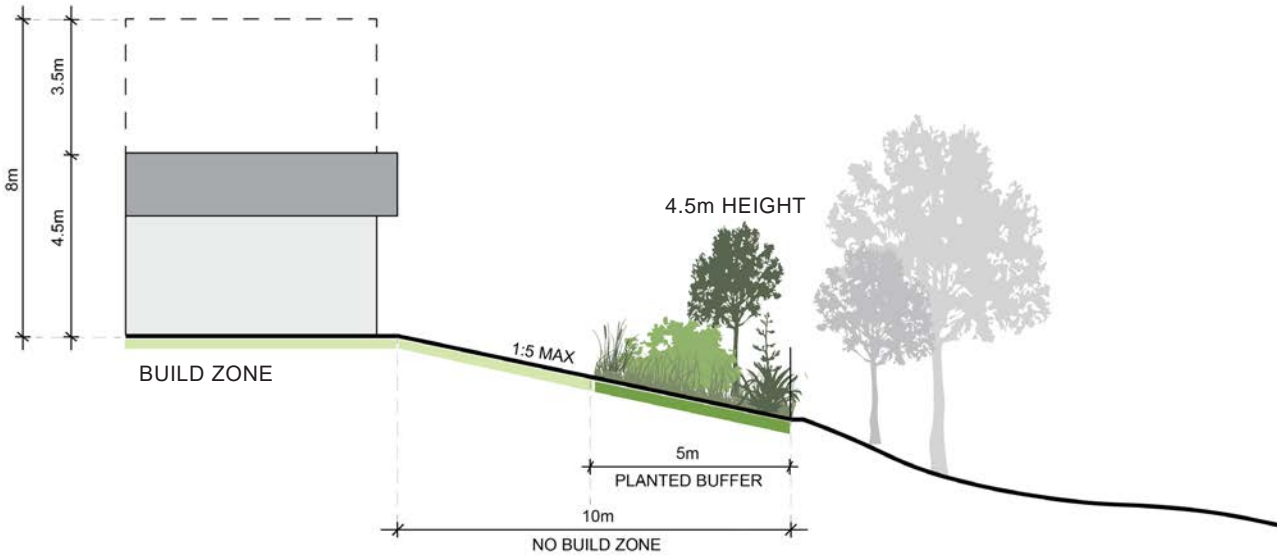 8m
3.5m
4.5m
4.5m HEIGHT
BUILD ZONE
1:5 MAX
5m
PLANTED BUFFER
10m
NO BUILD ZONE